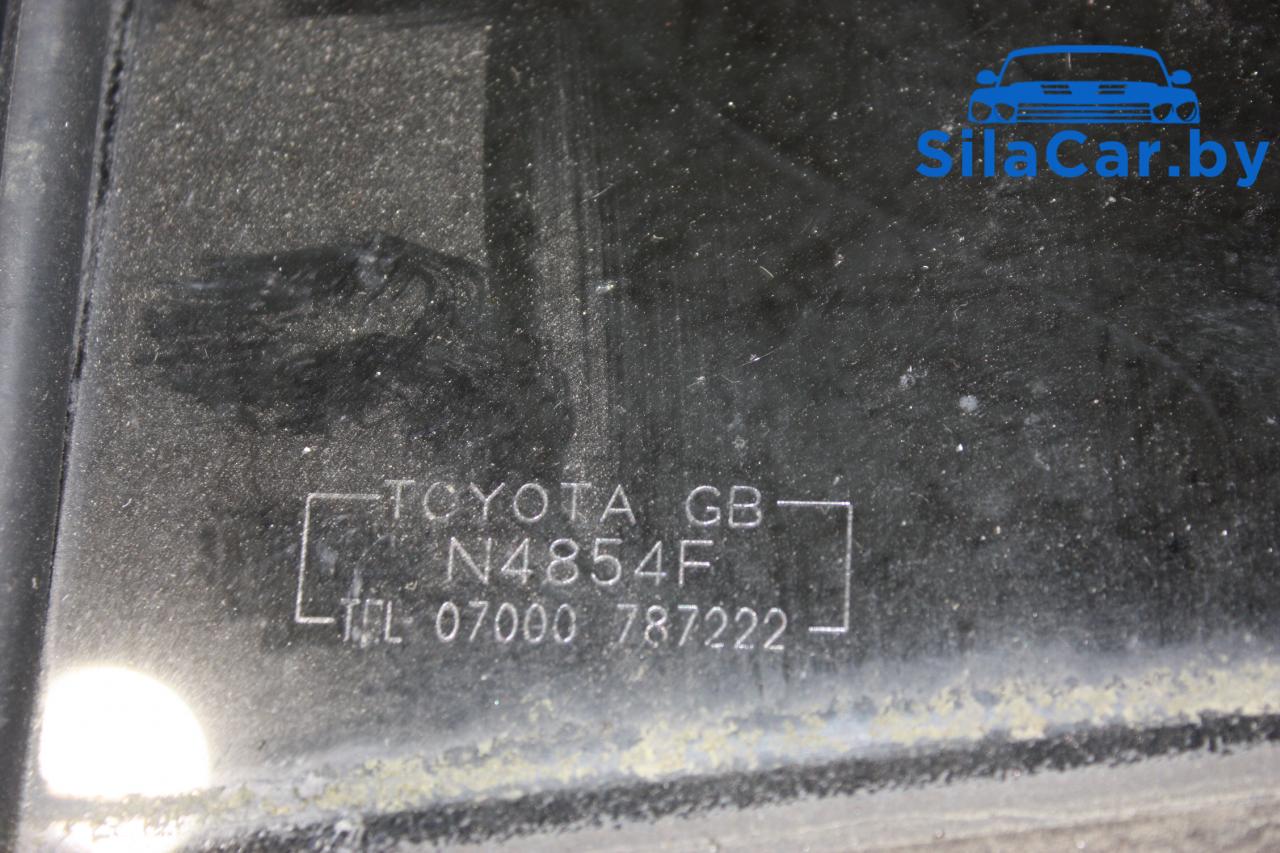 SilaCar.by
TOYOTA GB
N4854F
TEL 07000 787222